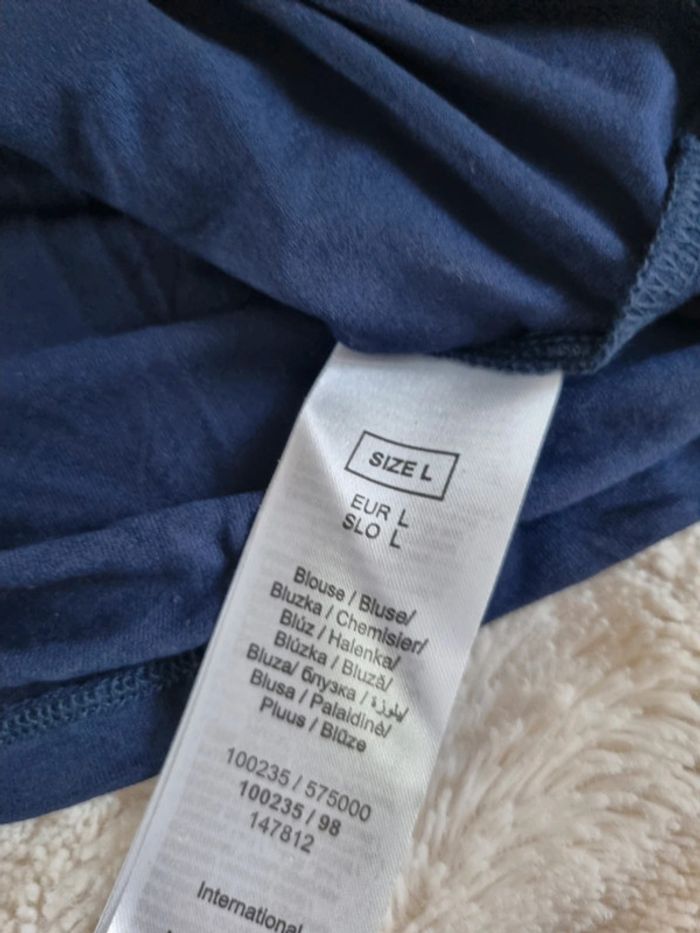 SIZE L
EUR L
SLO L
Blouse / Bluse/
Bluzka / Chemisier/
Blúz / Halenka/
Blúzka / Bluză/
Bluza/ блузка / بلوزة/
Blusa / Palaidinė/
Pluus / Blūze
100235 / 575000
100235 / 98
147812
International